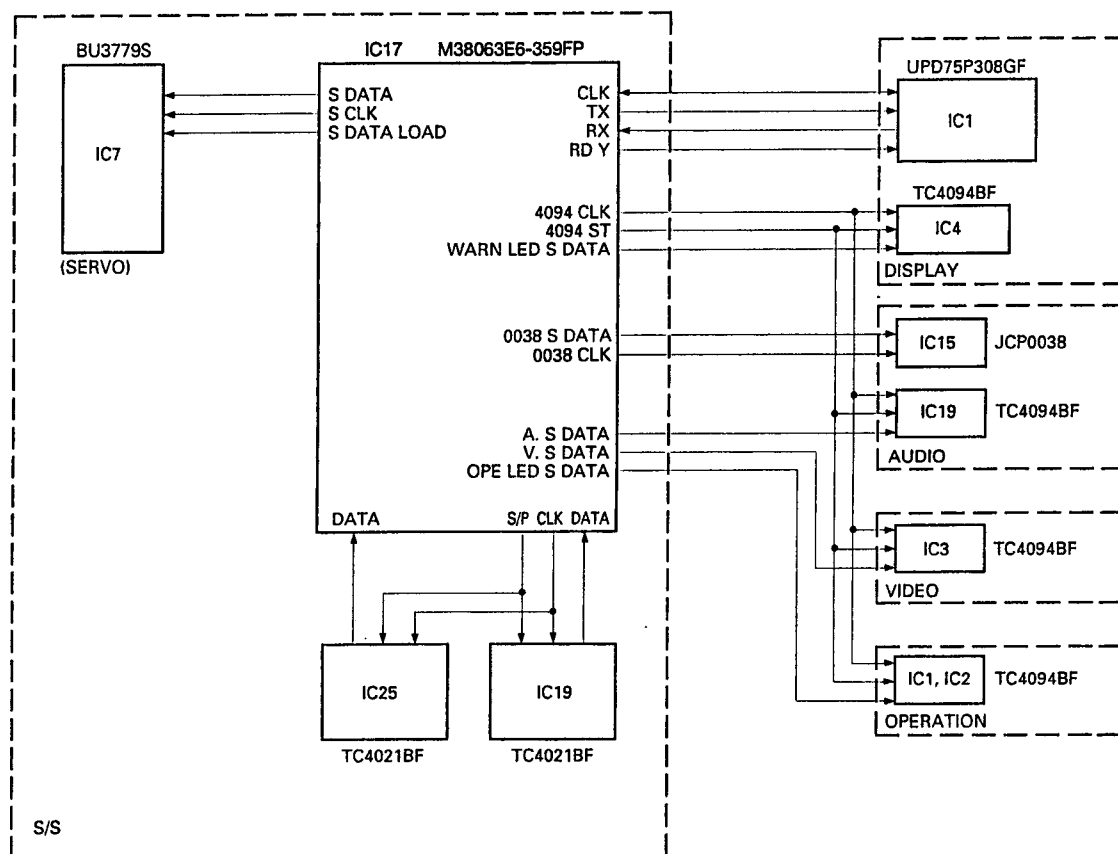 BU3779S
IC7
(SERVO)
IC17 M38063E6-359FP
S DATA
S CLK
S DATA LOAD
CLK
TX
RX
RD Y
4094 CLK
4094 ST
WARN LED S DATA
0038 S DATA
0038 CLK
A. S DATA
V. S DATA
OPE LED S DATA
DATA
S/P CLK DATA
IC25
TC4021BF
IC19
TC4021BF
S/S
UPD75P308GF
IC1
TC4094BF
IC4
DISPLAY
IC15
JCP0038
IC19
TC4094BF
AUDIO
IC3
TC4094BF
VIDEO
IC1, IC2
TC4094BF
OPERATION